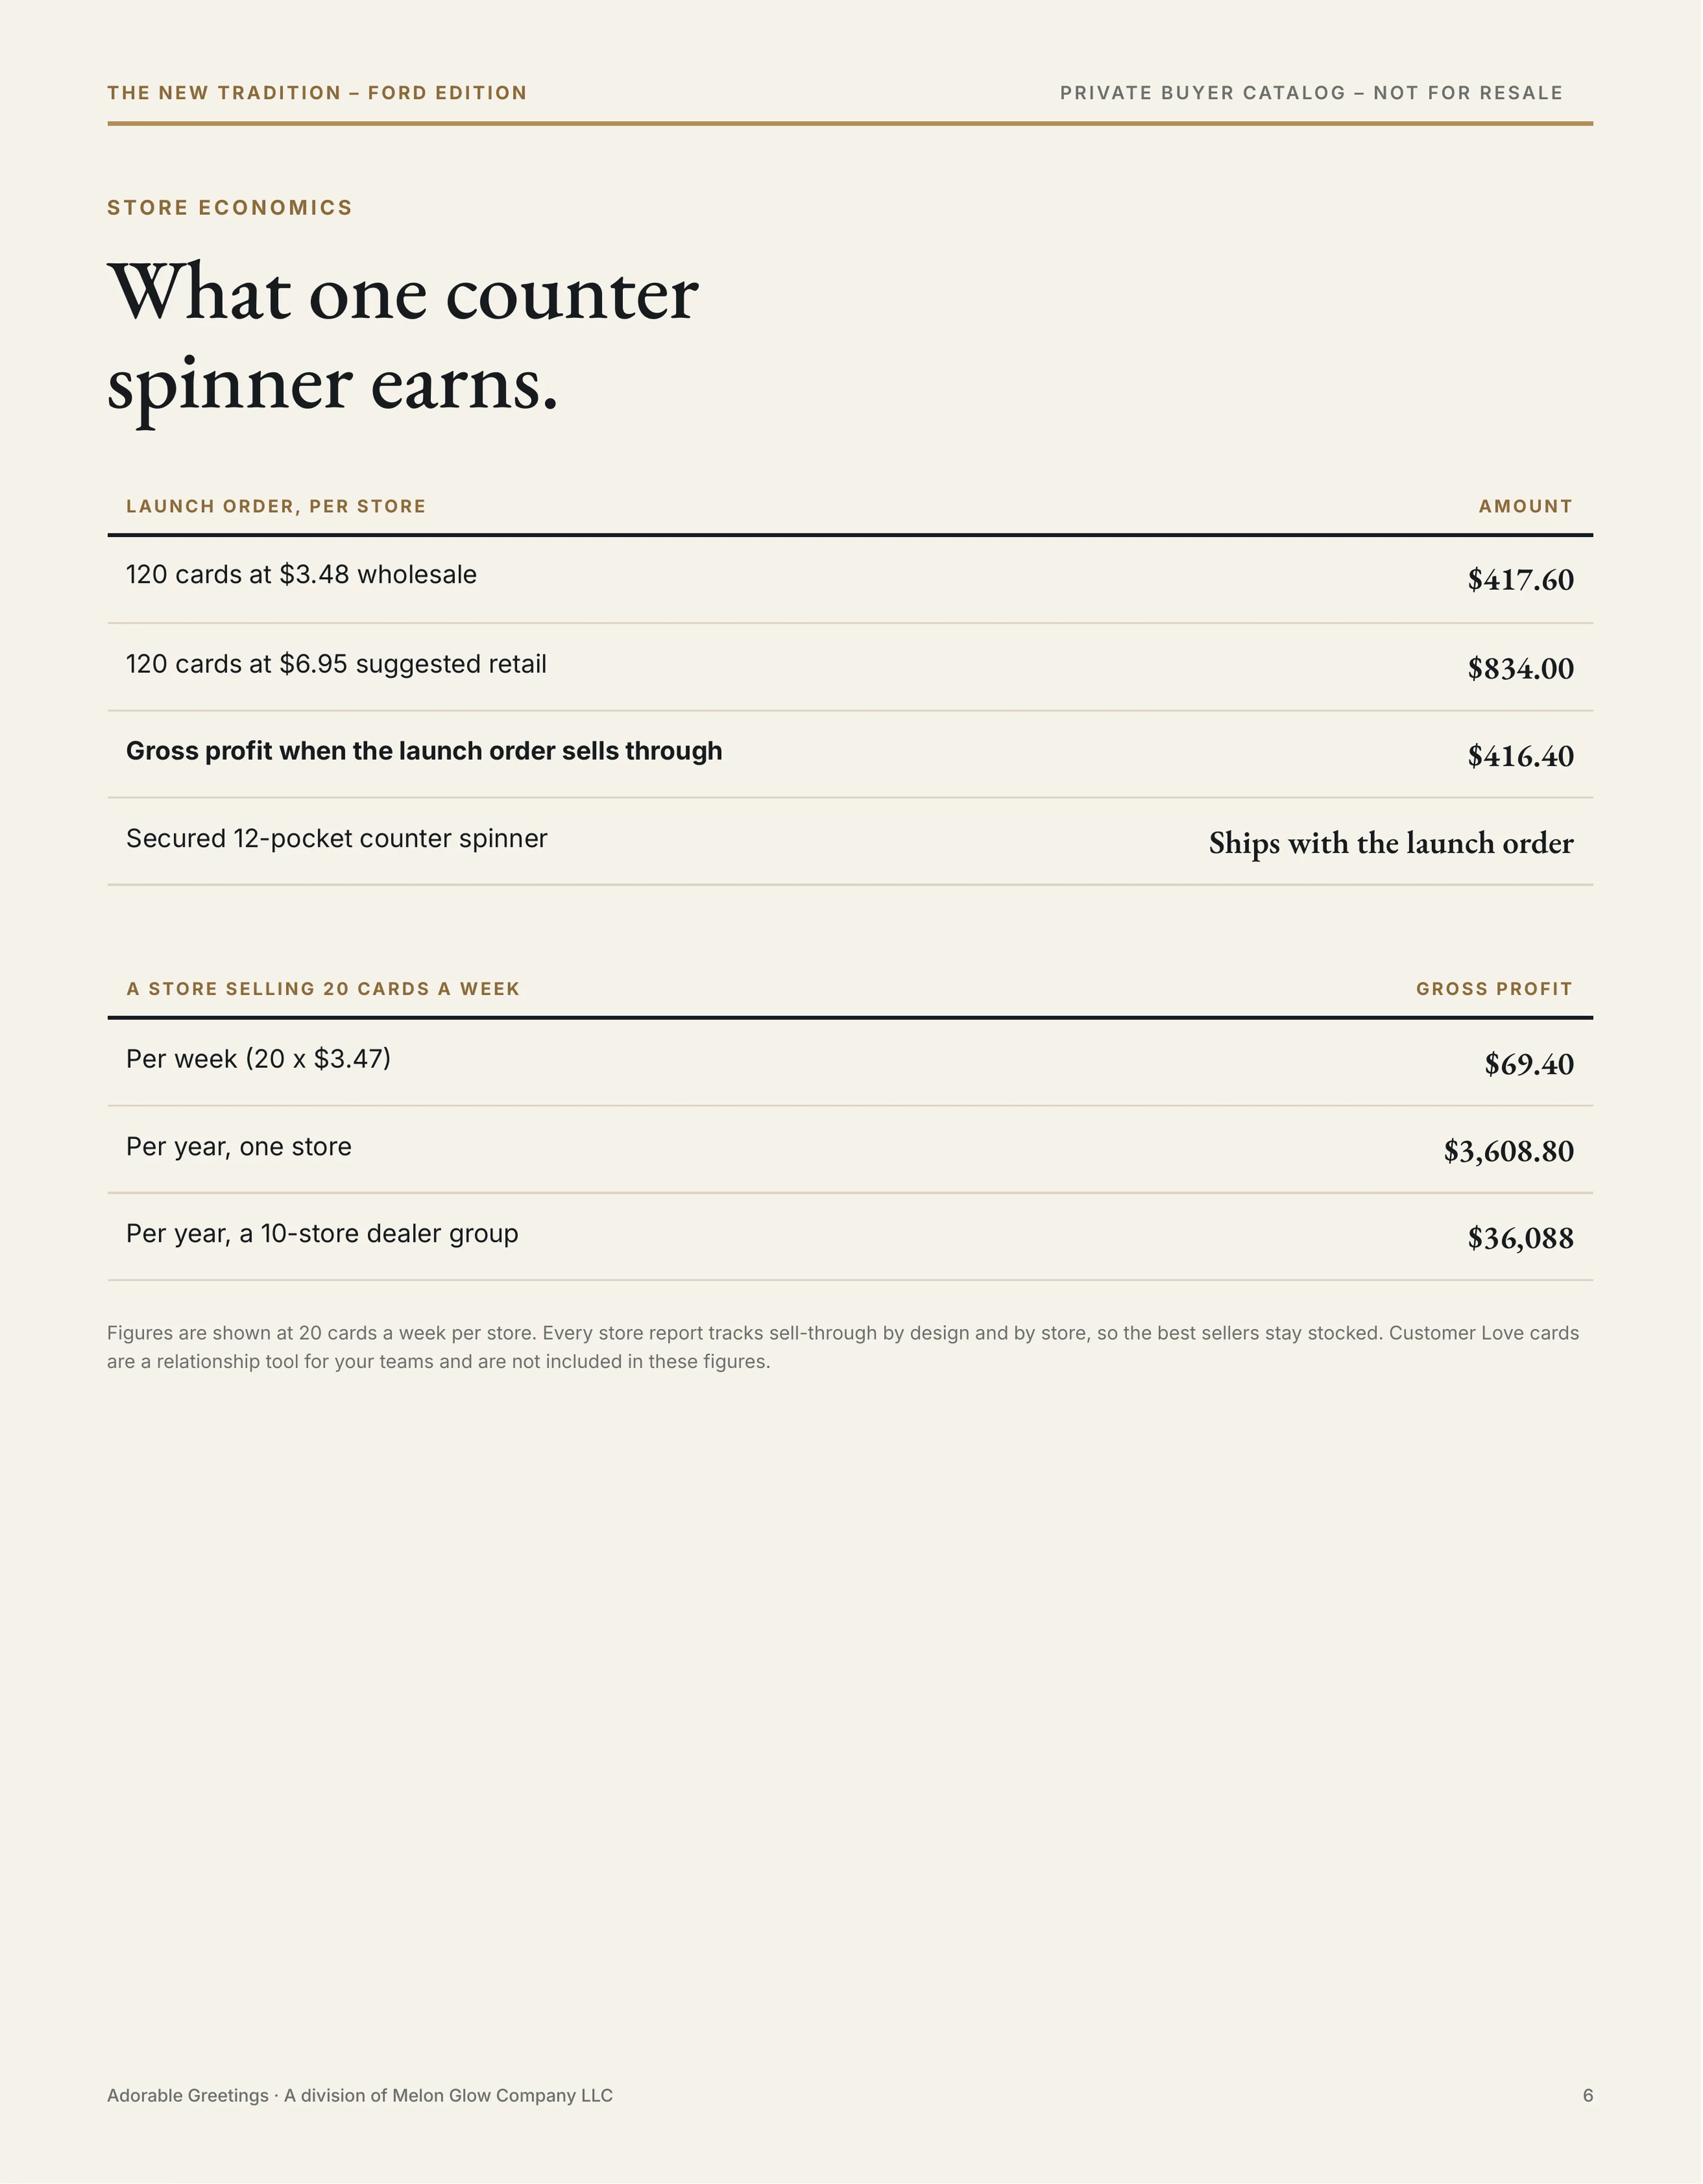 THE NEW TRADITION – FORD EDITION
PRIVATE BUYER CATALOG – NOT FOR RESALE
STORE ECONOMICS
What one counter
spinner earns.
LAUNCH ORDER, PER STORE AMOUNT
120 cards at $3.48 wholesale $417.60
120 cards at $6.95 suggested retail $834.00
Gross profit when the launch order sells through $416.40
Secured 12-pocket counter spinner Ships with the launch order
A STORE SELLING 20 CARDS A WEEK GROSS PROFIT
Per week (20 x $3.47) $69.40
Per year, one store $3,608.80
Per year, a 10-store dealer group $36,088
Figures are shown at 20 cards a week per store. Every store report tracks sell-through by design and by store, so the best sellers stay stocked. Customer Love cards
are a relationship tool for your teams and are not included in these figures.
Adorable Greetings · A division of Melon Glow Company LLC 6